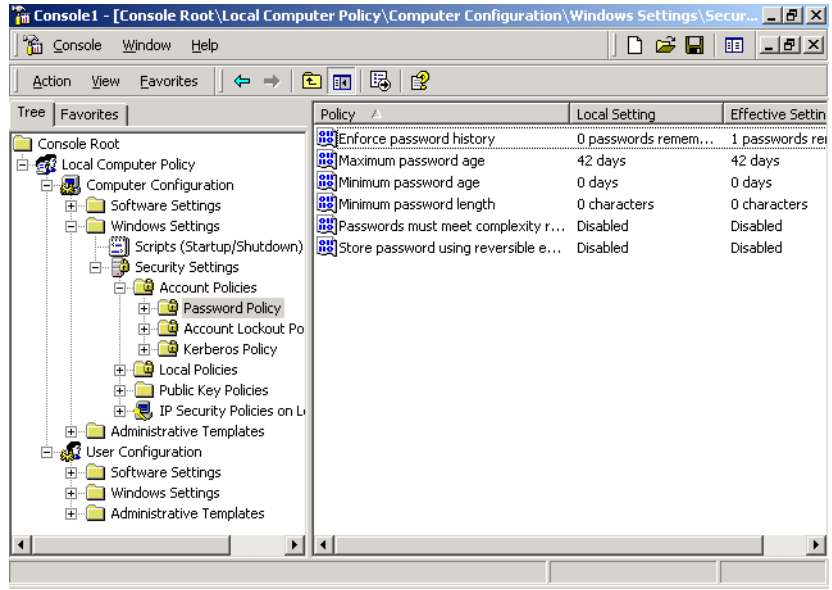 Console1 - [Console Root\Local Computer Policy\Computer Configuration\Windows Settings\Secur...
Console Window Help
Action View Favorites
Tree Favorites
Policy Local Setting Effective Settin
Console Root
Local Computer Policy
Computer Configuration
Software Settings
Windows Settings
Scripts (Startup/Shutdown)
Security Settings
Account Policies
Password Policy
Account Lockout Po
Kerberos Policy
Local Policies
Public Key Policies
IP Security Policies on L
Administrative Templates
User Configuration
Software Settings
Windows Settings
Administrative Templates
Enforce password history 0 passwords remem... 1 passwords rei
Maximum password age 42 days 42 days
Minimum password age 0 days 0 days
Minimum password length 0 characters 0 characters
Passwords must meet complexity r... Disabled Disabled
Store password using reversible e... Disabled Disabled